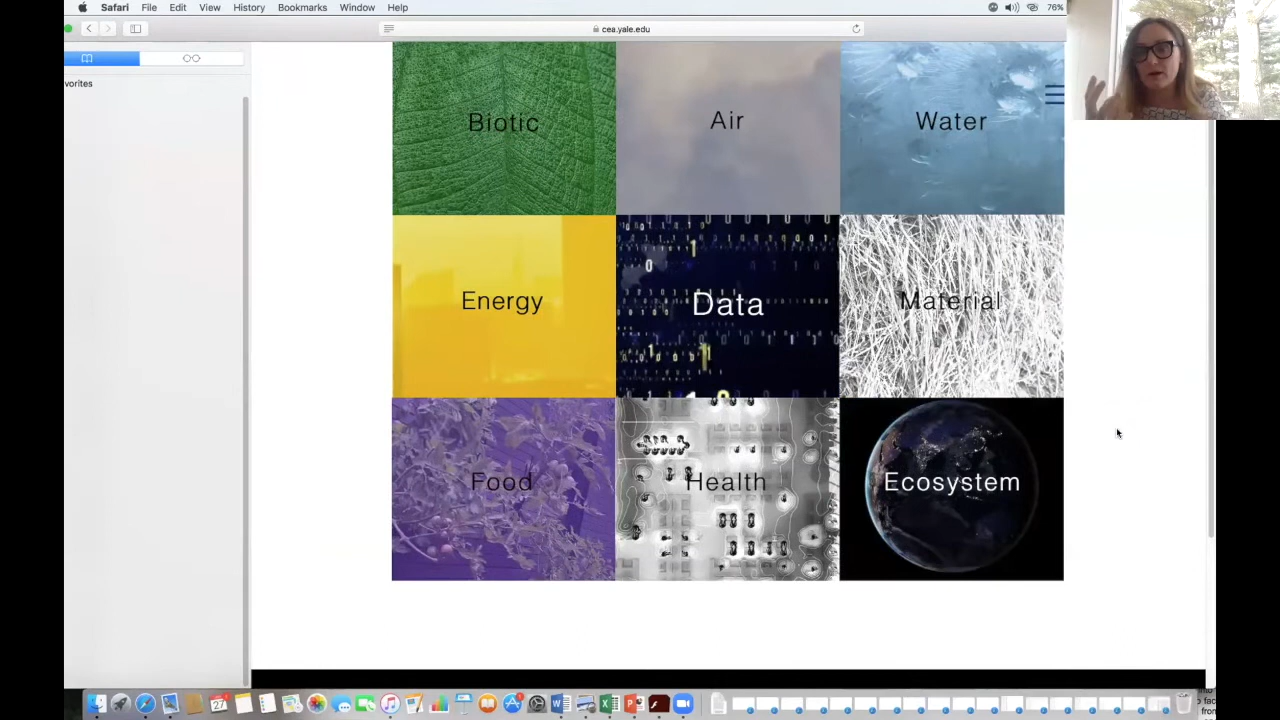 Safari File Edit View History Bookmarks Window Help 76%
cea.yale.edu
vorites
Biotic Air Water
Energy Data Material
Food Health Ecosystem
27